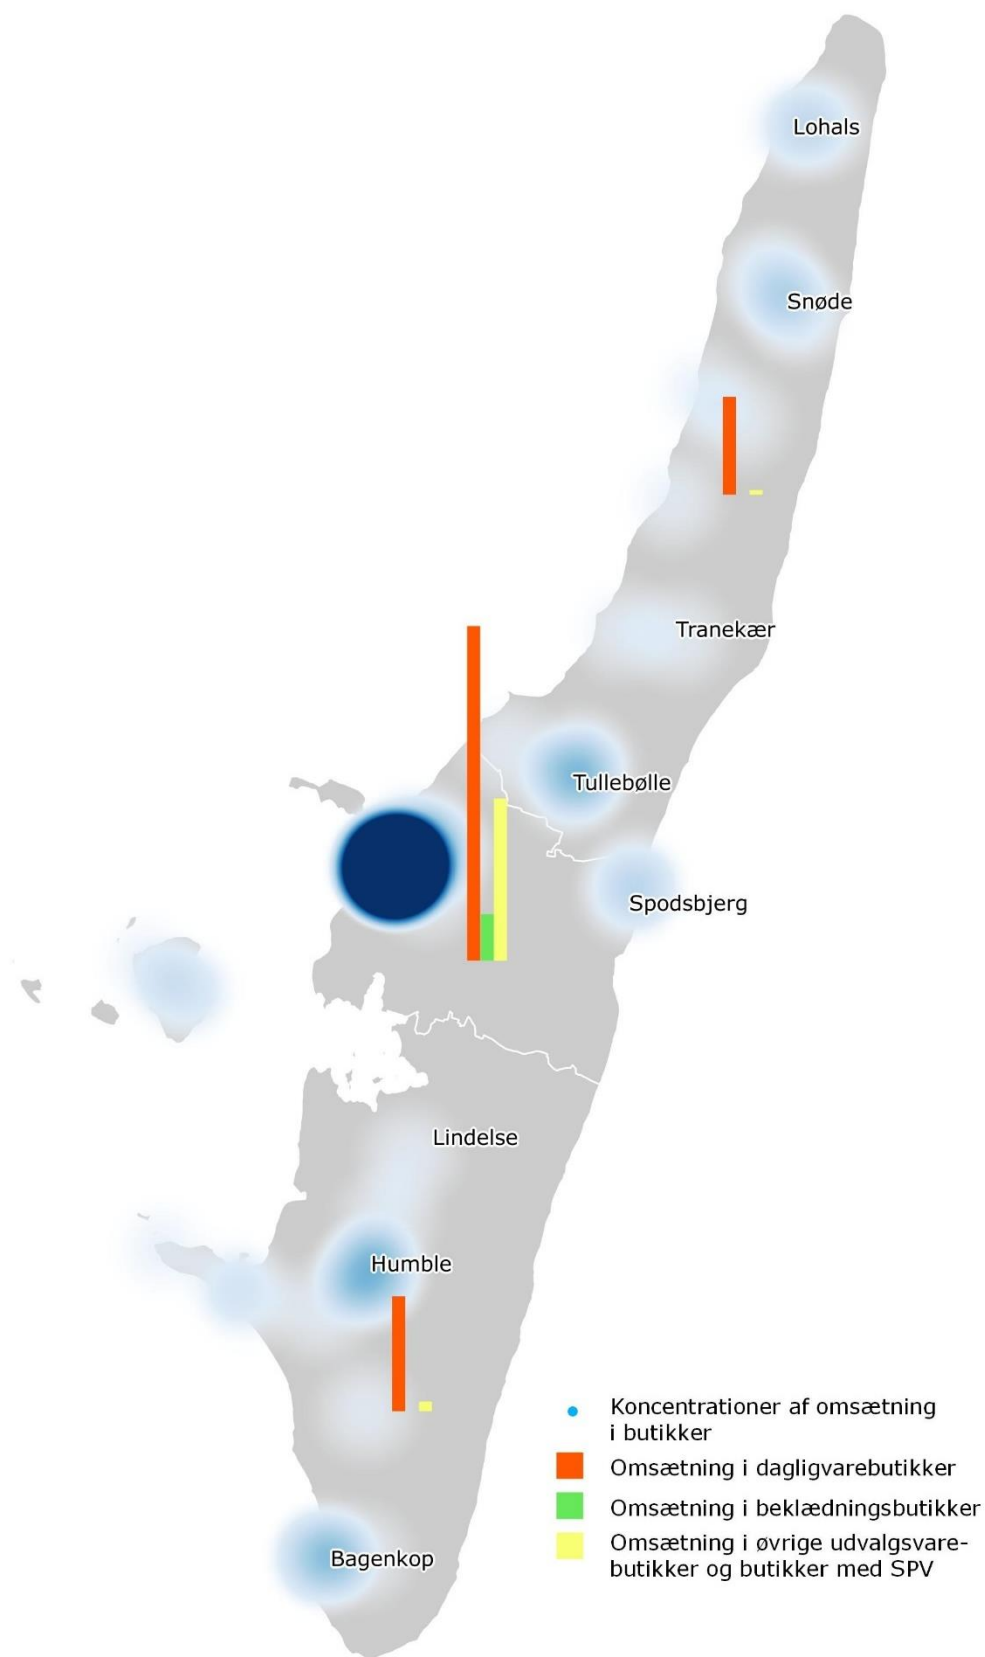 Lohals
Snøde
Tranekær
Tullebølle
Spodsbjerg
Lindelse
Humble
Bagenkop
Koncentrationer af omsætning
i butikker
Omsætning i dagligvarebutikker
Omsætning i beklædningsbutikker
Omsætning i øvrige udvalgsvare-
butikker og butikker med SPV